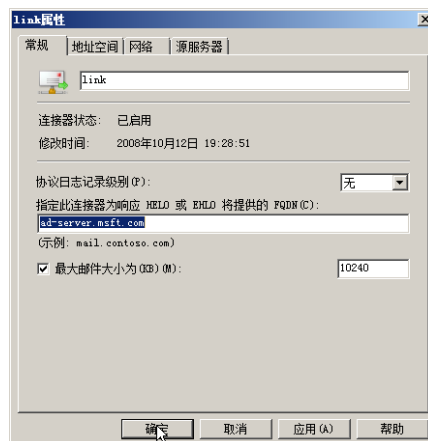 link属性
常规 地址空间 网络 源服务器
link
连接器状态: 已启用
修改时间: 2008年10月12日 19:28:51
协议日志记录级别(P): 无
指定此连接器为响应 HELO 或 EHLO 将提供的 FQDN(C):
ad-server.msft.com
(示例: mail.contoso.com)
最大邮件大小为(KB)(M): 10240
确定 取消 应用(A) 帮助